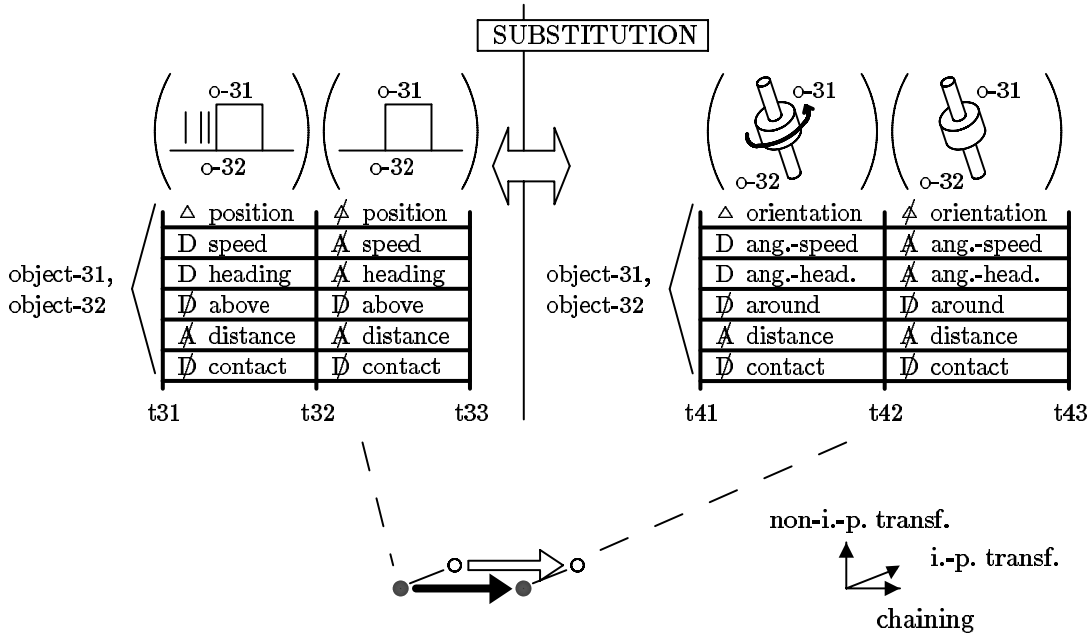 SUBSTITUTION
o-31 o-31 o-31 o-31
o-32 o-32 o-32 o-32
△ position △̸ position △ orientation △̸ orientation
D speed A̸ speed D ang.-speed A̸ ang.-speed
object-31, D heading A̸ heading object-31, D ang.-head. A̸ ang.-head.
object-32 D̸ above D̸ above object-32 D̸ around D̸ around
A̸ distance A̸ distance A̸ distance A̸ distance
D̸ contact D̸ contact D̸ contact D̸ contact
t31 t32 t33 t41 t42 t43
non-i.-p. transf.
i.-p. transf.
chaining